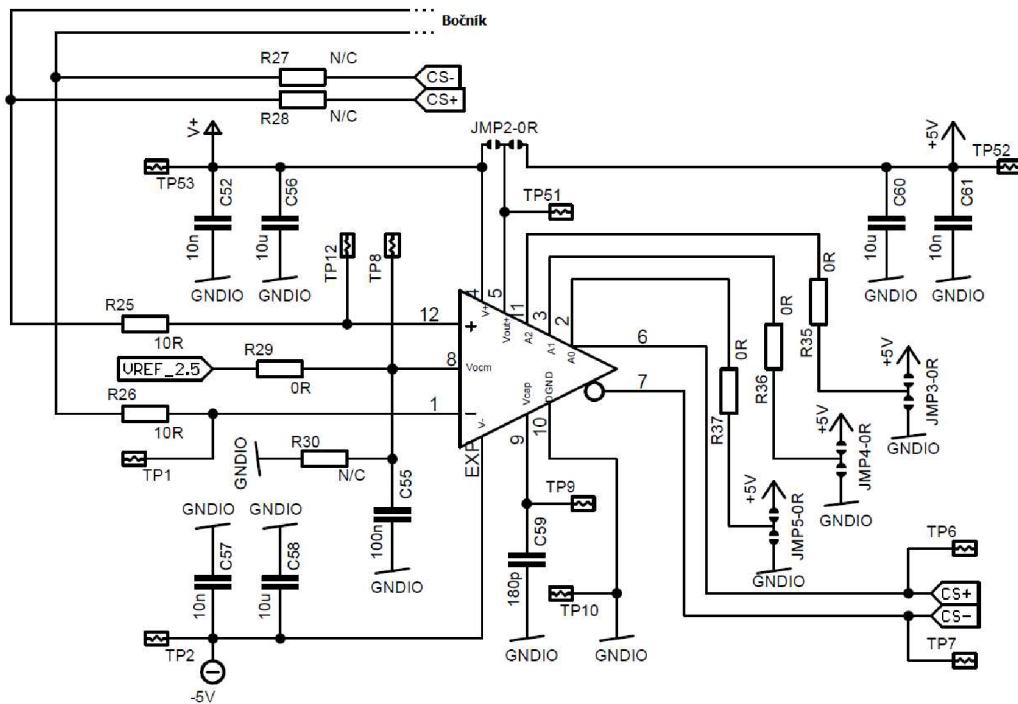 Bočník
R27 N/C
CS-
CS+
R28 N/C
JMP2-0R
V+
+5V
TP53
TP52
C52
10n
GNDIO
C56
10u
GNDIO
TP12
TP8
TP51
C60
10u
GNDIO
C61
10n
GNDIO
R25
10R
12
VREF_2.5
R29
0R
8
R26
10R
1
TP1
GNDIO
R30
N/C
4
5
11
3
2
V+
Vout+
A2
A1
A0
+
Vocm
−
V-
Vcap
DGND
EXP
9
10
6
7
0R
R35
0R
R36
0R
R37
+5V
JMP3-0R
GNDIO
+5V
JMP4-0R
GNDIO
+5V
JMP5-0R
GNDIO
C55
100n
GNDIO
TP9
C59
180p
GNDIO
TP10
GNDIO
GNDIO
GNDIO
C57
10n
C58
10u
TP2
-5V
TP6
CS+
CS−
TP7